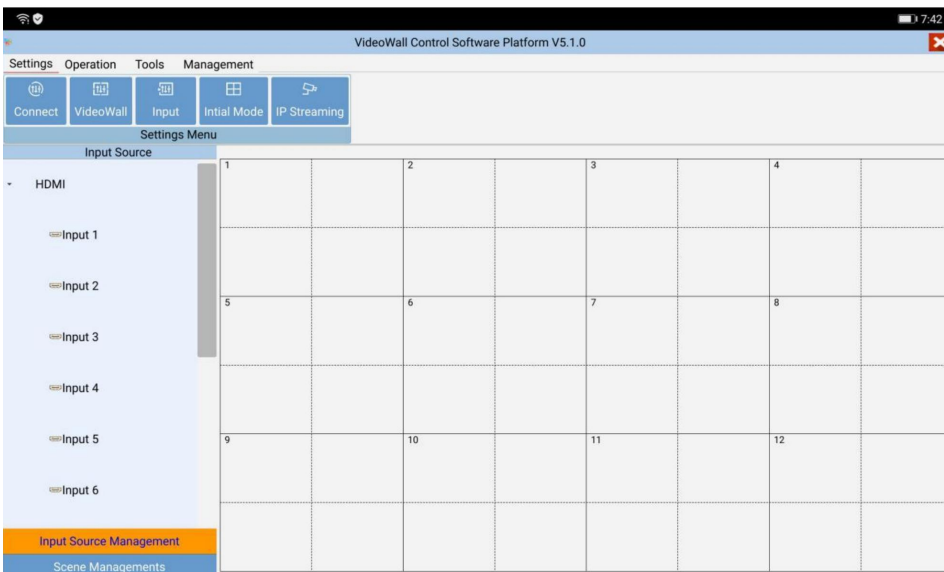 7:42
VideoWall Control Software Platform V5.1.0
Settings Operation Tools Management
Connect VideoWall Input Intial Mode IP Streaming
Settings Menu
Input Source
HDMI
Input 1
Input 2
Input 3
Input 4
Input 5
Input 6
Input Source Management
Scene Managements
1 2 3 4
5 6 7 8
9 10 11 12